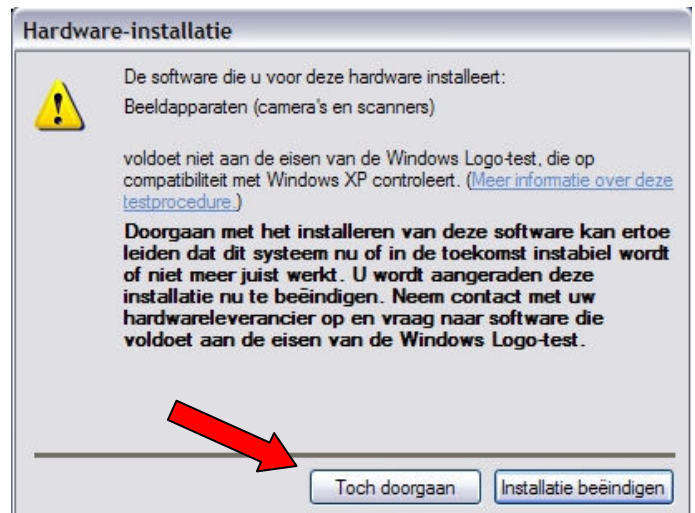 Hardware-installatie
De software die u voor deze hardware installeert:
Beeldapparaten (camera's en scanners)
voldoet niet aan de eisen van de Windows Logo-test, die op
compatibiliteit met Windows XP controleert. (Meer informatie over deze
testprocedure.)
Doorgaan met het installeren van deze software kan ertoe
leiden dat dit systeem nu of in de toekomst instabiel wordt
of niet meer juist werkt. U wordt aangeraden deze
installatie nu te beëindigen. Neem contact met uw
hardwareleverancier op en vraag naar software die
voldoet aan de eisen van de Windows Logo-test.
Toch doorgaan Installatie beëindigen